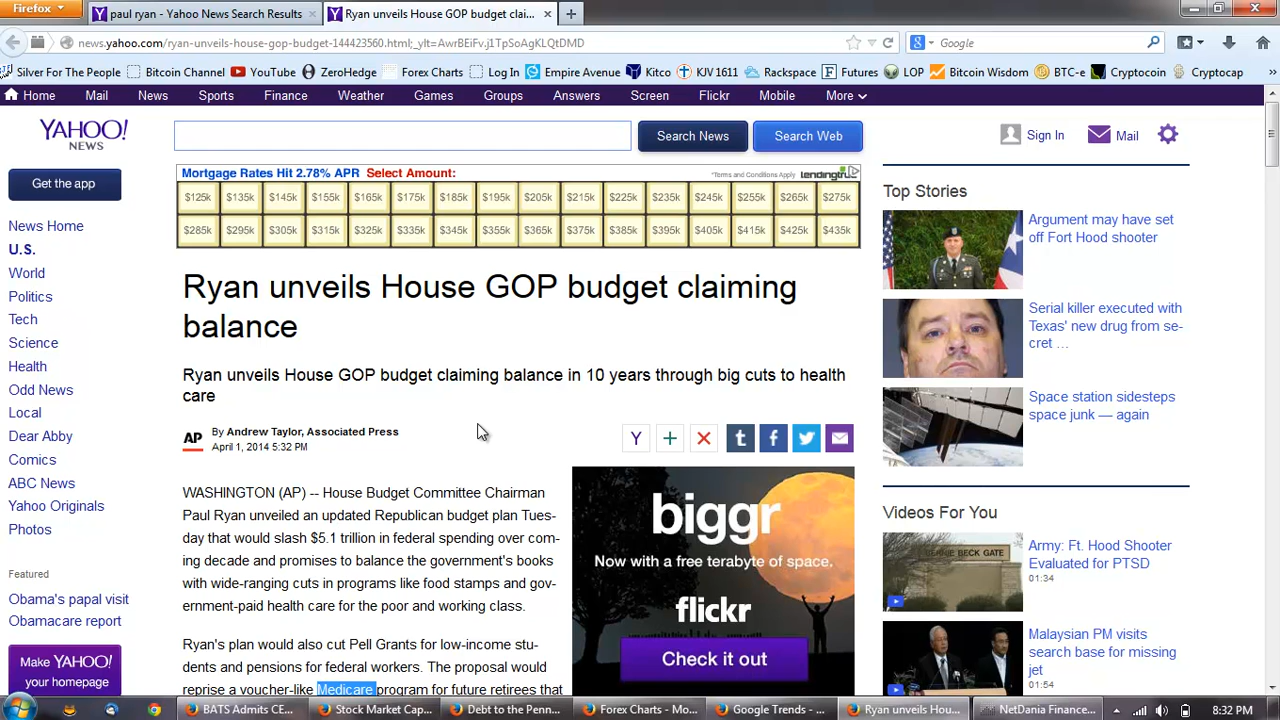 Firefox
paul ryan - Yahoo News Search Results
Ryan unveils House GOP budget clai...
news.yahoo.com/ryan-unveils-house-gop-budget-144423560.html;_ylt=AwrBEiFv.j1TpSoAgKLQtDMD
Google
Silver For The People
Bitcoin Channel
YouTube
ZeroHedge
Forex Charts
Log In
Empire Avenue
Kitco
KJV 1611
Rackspace
Futures
LOP
Bitcoin Wisdom
BTC-e
Cryptocoin
Cryptocap
Home
Mail
News
Sports
Finance
Weather
Games
Groups
Answers
Screen
Flickr
Mobile
More
YAHOO!
NEWS
Search News
Search Web
Sign In
Mail
Get the app
News Home
U.S.
World
Politics
Tech
Science
Health
Odd News
Local
Dear Abby
Comics
ABC News
Yahoo Originals
Photos
Featured
Obama's papal visit
Obamacare report
Make YAHOO!
your homepage
Mortgage Rates Hit 2.78% APR Select Amount:
*Terms and Conditions Apply
lendingtree
$125k $135k $145k $155k $165k $175k $185k $195k $205k $215k $225k $235k $245k $255k $265k $275k
$285k $295k $305k $315k $325k $335k $345k $355k $365k $375k $385k $395k $405k $415k $425k $435k
Ryan unveils House GOP budget claiming
balance
Ryan unveils House GOP budget claiming balance in 10 years through big cuts to health
care
AP
By Andrew Taylor, Associated Press
April 1, 2014 5:32 PM
WASHINGTON (AP) -- House Budget Committee Chairman
Paul Ryan unveiled an updated Republican budget plan Tues-
day that would slash $5.1 trillion in federal spending over com-
ing decade and promises to balance the government's books
with wide-ranging cuts in programs like food stamps and gov-
ernment-paid health care for the poor and working class.
Ryan's plan would also cut Pell Grants for low-income stu-
dents and pensions for federal workers. The proposal would
reprise a voucher-like Medicare program for future retirees that
biggr
Now with a free terabyte of space.
flickr
Check it out
Top Stories
Argument may have set
off Fort Hood shooter
Serial killer executed with
Texas' new drug from se-
cret …
Space station sidesteps
space junk — again
Videos For You
BERNIE BECK GATE
Army: Ft. Hood Shooter
Evaluated for PTSD
01:34
Malaysian PM visits
search base for missing
jet
01:54
BATS Admits CE...
Stock Market Cap...
Debt to the Penn...
Forex Charts - Mo...
Google Trends - ...
Ryan unveils Hou...
NetDania Finance...
8:32 PM